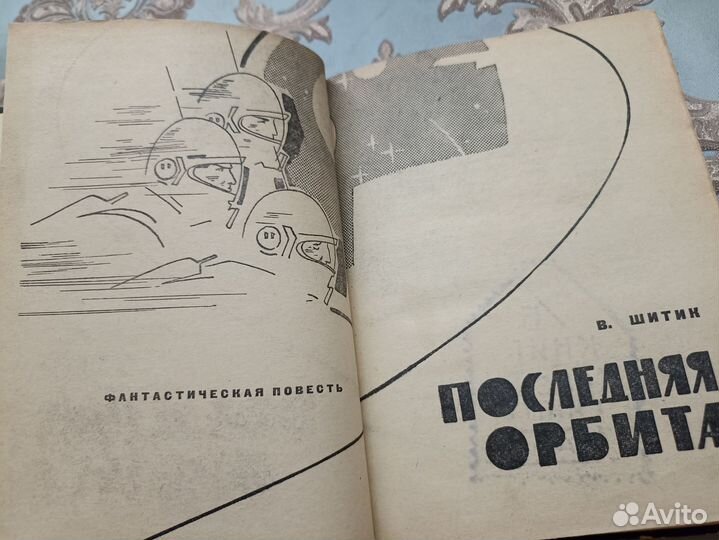 ФАНТАСТИЧЕСКАЯ ПОВЕСТЬ
В. ШИТИК
ПОСЛЕДНЯЯ
ОРБИТА
Avito